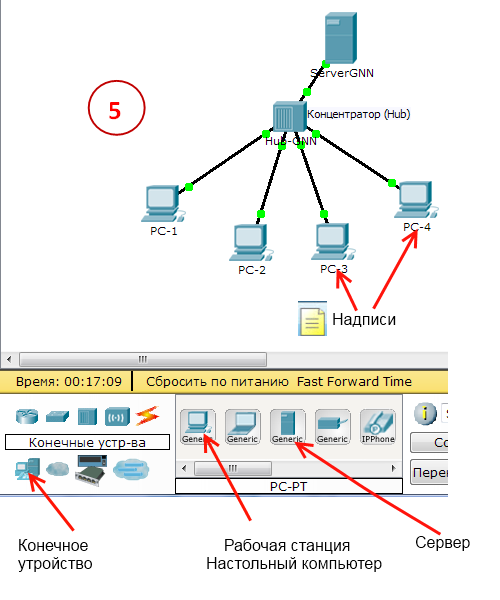 ServerGNN
5
Концентратор (Hub)
Hub-GNN
PC-1
PC-2
PC-3
PC-4
Надписи
Время: 00:17:09
Сбросить по питанию Fast Forward Time
Конечные устр-ва
Generic
Generic
Generic
Generic
IPPhone
i
PC-PT
Конечное
утройство
Рабочая станция
Настольный компьютер
Сервер